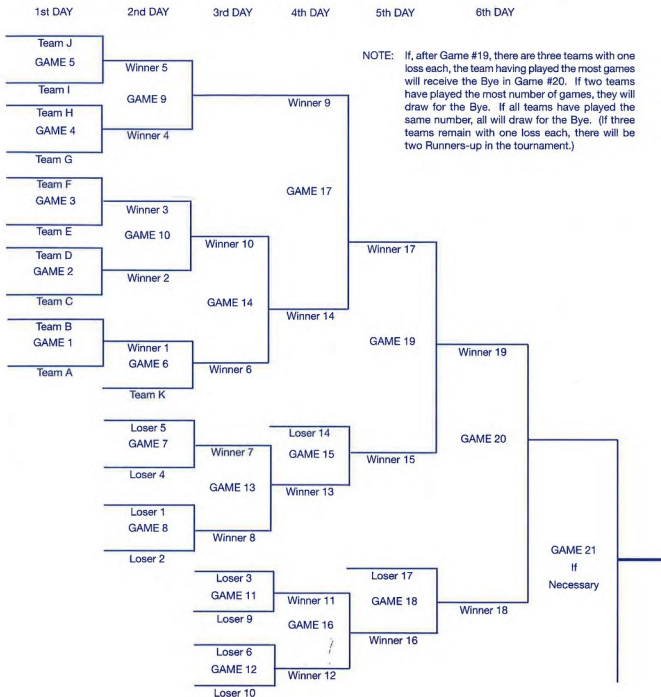 1st DAY 2nd DAY 3rd DAY 4th DAY 5th DAY 6th DAY
NOTE: If, after Game #19, there are three teams with one
loss each, the team having played the most games
will receive the Bye in Game #20. If two teams
have played the most number of games, they will
draw for the Bye. If all teams have played the
same number, all will draw for the Bye. (If three
teams remain with one loss each, there will be
two Runners-up in the tournament.)
Team J
GAME 5
Team I
Team H
GAME 4
Team G
Team F
GAME 3
Team E
Team D
GAME 2
Team C
Team B
GAME 1
Team A
Winner 5
GAME 9
Winner 4
Winner 3
GAME 10
Winner 2
Winner 1
GAME 6
Team K
Loser 5
GAME 7
Loser 4
Loser 1
GAME 8
Loser 2
Winner 10
GAME 14
Winner 6
Winner 7
GAME 13
Winner 8
Loser 3
GAME 11
Loser 9
Loser 6
GAME 12
Loser 10
Winner 9
GAME 17
Winner 14
Loser 14
GAME 15
Winner 13
Winner 11
GAME 16
Winner 12
Winner 17
GAME 19
Winner 15
Loser 17
GAME 18
Winner 16
Winner 19
GAME 20
Winner 18
GAME 21
If
Necessary